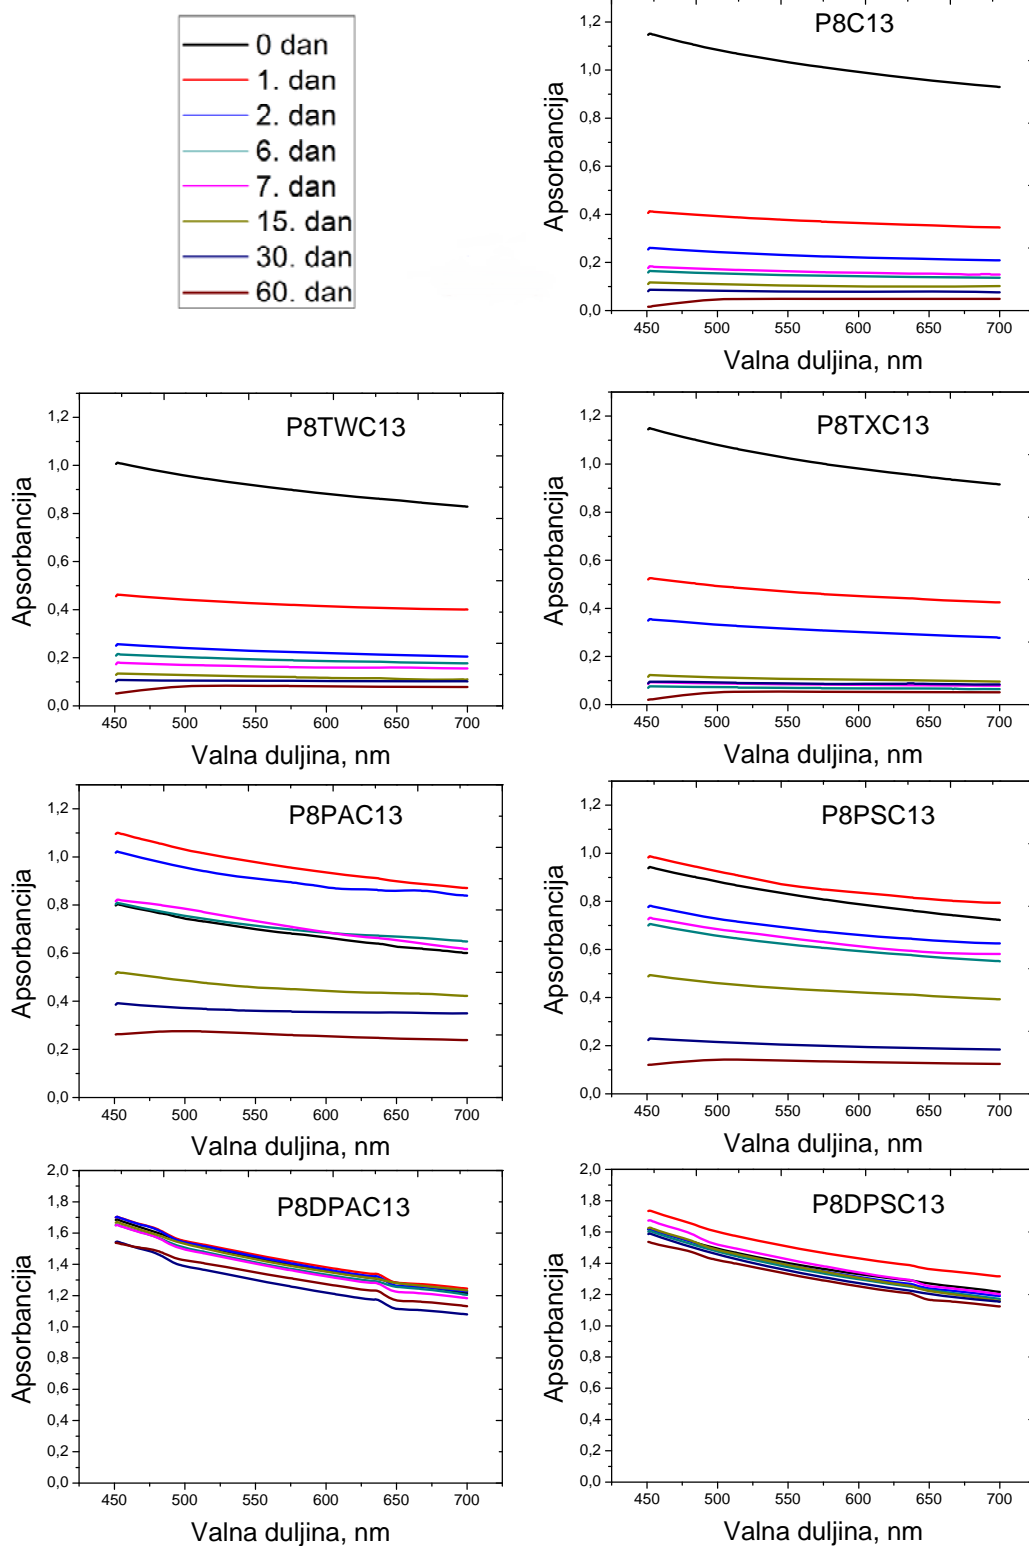 0 dan
1. dan
2. dan
6. dan
7. dan
15. dan
30. dan
60. dan
P8C13
Apsorbancija
1,2
1,0
0,8
0,6
0,4
0,2
0,0
450 500 550 600 650 700
Valna duljina, nm
P8TWC13
Apsorbancija
1,2
1,0
0,8
0,6
0,4
0,2
0,0
450 500 550 600 650 700
Valna duljina, nm
P8TXC13
Apsorbancija
1,2
1,0
0,8
0,6
0,4
0,2
0,0
450 500 550 600 650 700
Valna duljina, nm
P8PAC13
Apsorbancija
1,2
1,0
0,8
0,6
0,4
0,2
0,0
450 500 550 600 650 700
Valna duljina, nm
P8PSC13
Apsorbancija
1,2
1,0
0,8
0,6
0,4
0,2
0,0
450 500 550 600 650 700
Valna duljina, nm
P8DPAC13
Apsorbancija
2,0
1,8
1,6
1,4
1,2
1,0
0,8
0,6
0,4
0,2
0,0
450 500 550 600 650 700
Valna duljina, nm
P8DPSC13
Apsorbancija
2,0
1,8
1,6
1,4
1,2
1,0
0,8
0,6
0,4
0,2
0,0
450 500 550 600 650 700
Valna duljina, nm